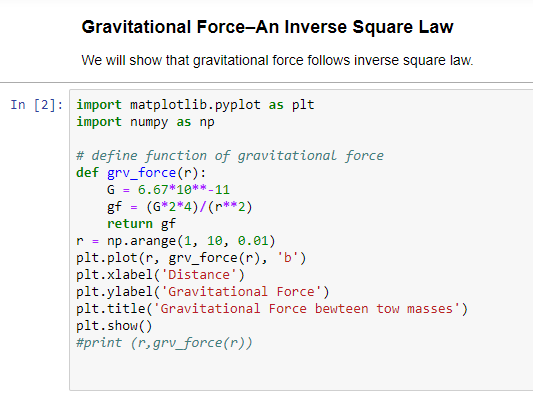 Gravitational Force–An Inverse Square Law
We will show that gravitational force follows inverse square law.
In [2]: import matplotlib.pyplot as plt
import numpy as np
# define function of gravitational force
def grv_force(r):
    G = 6.67*10**-11
    gf = (G*2*4)/(r**2)
    return gf
r = np.arange(1, 10, 0.01)
plt.plot(r, grv_force(r), 'b')
plt.xlabel('Distance')
plt.ylabel('Gravitational Force')
plt.title('Gravitational Force bewteen tow masses')
plt.show()
#print (r,grv_force(r))